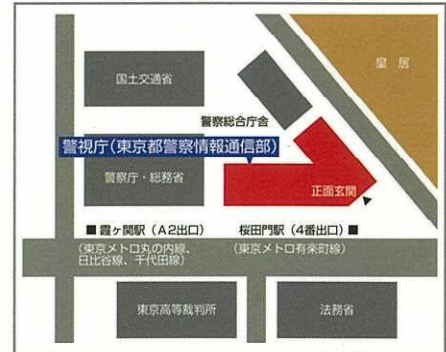 国土交通省
皇居
警察総合庁舎
警視庁(東京都警察情報通信部)
警察庁・総務省
正面玄関
■霞ヶ関駅(A2出口)
(東京メトロ丸の内線、
日比谷線、千代田線)
桜田門駅(4番出口)■
(東京メトロ有楽町線)
東京高等裁判所
法務省